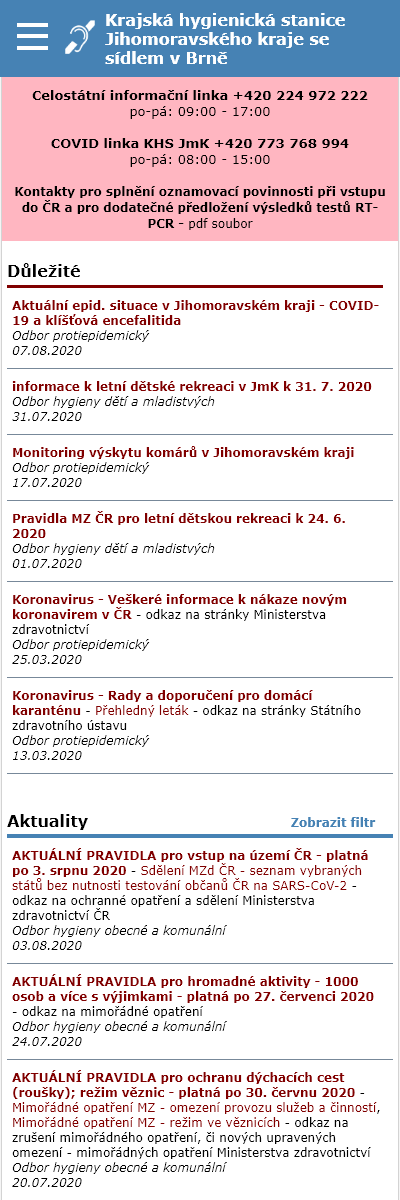 Krajská hygienická stanice
Jihomoravského kraje se
sídlem v Brně
Celostátní informační linka +420 224 972 222
po-pá: 09:00 - 17:00
COVID linka KHS JmK +420 773 768 994
po-pá: 08:00 - 15:00
Kontakty pro splnění oznamovací povinnosti při vstupu
do ČR a pro dodatečné předložení výsledků testů RT-
PCR - pdf soubor
Důležité
Aktuální epid. situace v Jihomoravském kraji - COVID-
19 a klíšťová encefalitida
Odbor protiepidemický
07.08.2020
informace k letní dětské rekreaci v JmK k 31. 7. 2020
Odbor hygieny dětí a mladistvých
31.07.2020
Monitoring výskytu komárů v Jihomoravském kraji
Odbor protiepidemický
17.07.2020
Pravidla MZ ČR pro letní dětskou rekreaci k 24. 6.
2020
Odbor hygieny dětí a mladistvých
01.07.2020
Koronavirus - Veškeré informace k nákaze novým
koronavirem v ČR - odkaz na stránky Ministerstva
zdravotnictví
Odbor protiepidemický
25.03.2020
Koronavirus - Rady a doporučení pro domácí
karanténu - Přehledný leták - odkaz na stránky Státního
zdravotního ústavu
Odbor protiepidemický
13.03.2020
Aktuality Zobrazit filtr
AKTUÁLNÍ PRAVIDLA pro vstup na území ČR - platná
po 3. srpnu 2020 - Sdělení MZd ČR - seznam vybraných
států bez nutnosti testování občanů ČR na SARS-CoV-2 -
odkaz na ochranné opatření a sdělení Ministerstva
zdravotnictví ČR
Odbor hygieny obecné a komunální
03.08.2020
AKTUÁLNÍ PRAVIDLA pro hromadné aktivity - 1000
osob a více s výjimkami - platná po 27. červenci 2020
- odkaz na mimořádné opatření
Odbor hygieny obecné a komunální
24.07.2020
AKTUÁLNÍ PRAVIDLA pro ochranu dýchacích cest
(roušky); režim věznic - platná po 30. červnu 2020 -
Mimořádné opatření MZ - omezení provozu služeb a činností,
Mimořádné opatření MZ - režim ve věznicích - odkaz na
zrušení mimořádného opatření, či nových upravených
omezení - mimořádných opatření Ministerstva zdravotnictví
Odbor hygieny obecné a komunální
20.07.2020